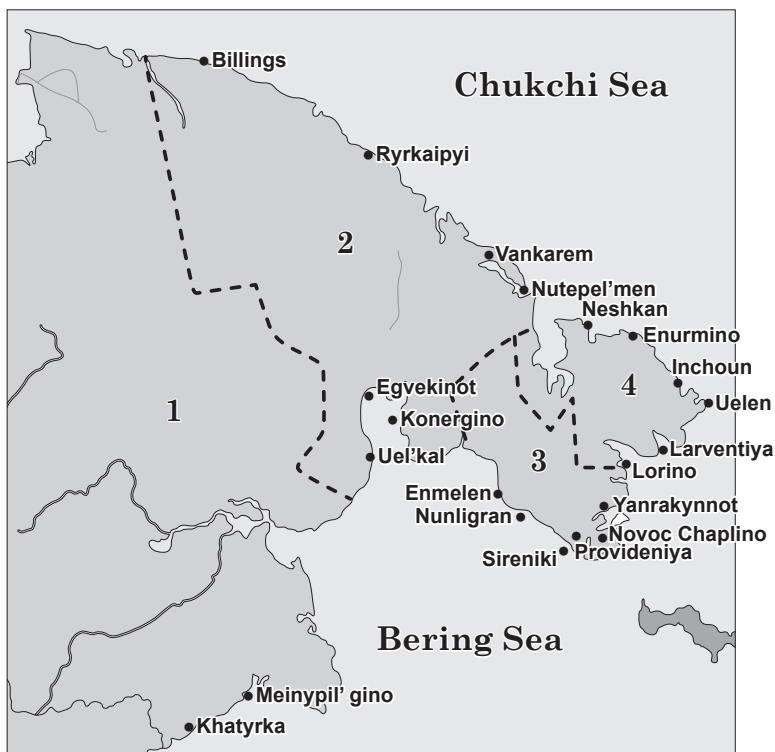 Billings
Chukchi Sea
Ryrkaipyi
2
Vankarem
Nutepel’men
Neshkan
Enurmino
Inchoun
4
Uelen
Egvekinot
1
Konergino
Larventiya
Uel’kal
3
Lorino
Enmelen
Yanrakynnot
Nunligran
Novoc Chaplino
Provideniya
Sireniki
Bering Sea
Meinypil’ gino
Khatyrka